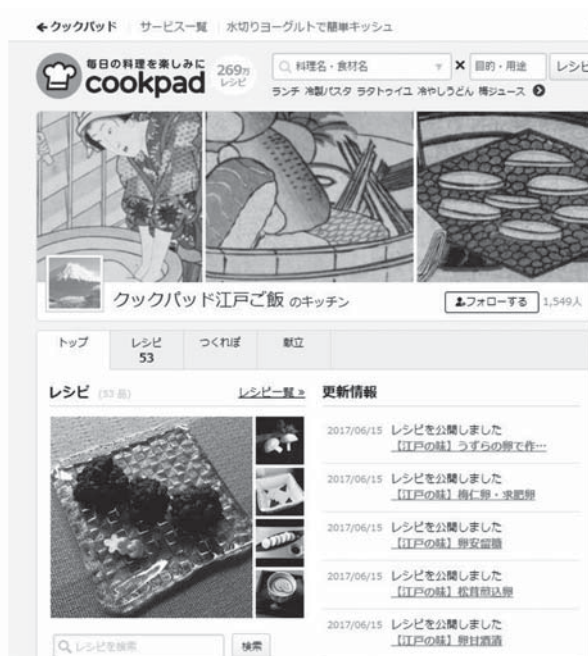 ←クックパッド サービス一覧 水切りヨーグルトで簡単キッシュ
毎日の料理を楽しみに
cookpad
269万
レシピ
料理名・食材名 × 目的・用途 レシピ
ランチ 冷製パスタ ラタトゥイユ 冷やしうどん 梅ジュース
クックパッド江戸ご飯 のキッチン
フォローする 1,549人
トップ レシピ つくれぽ 献立
53
レシピ (53品) レシピ一覧 » 更新情報
2017/06/15 レシピを公開しました
【江戸の味】うずらの卵で作…
2017/06/15 レシピを公開しました
【江戸の味】梅仁卵・求肥卵
2017/06/15 レシピを公開しました
【江戸の味】卵安留瓶
2017/06/15 レシピを公開しました
【江戸の味】松茸煎込卵
2017/06/15 レシピを公開しました
【江戸の味】卵甘酒漬
レシピを検索 検索